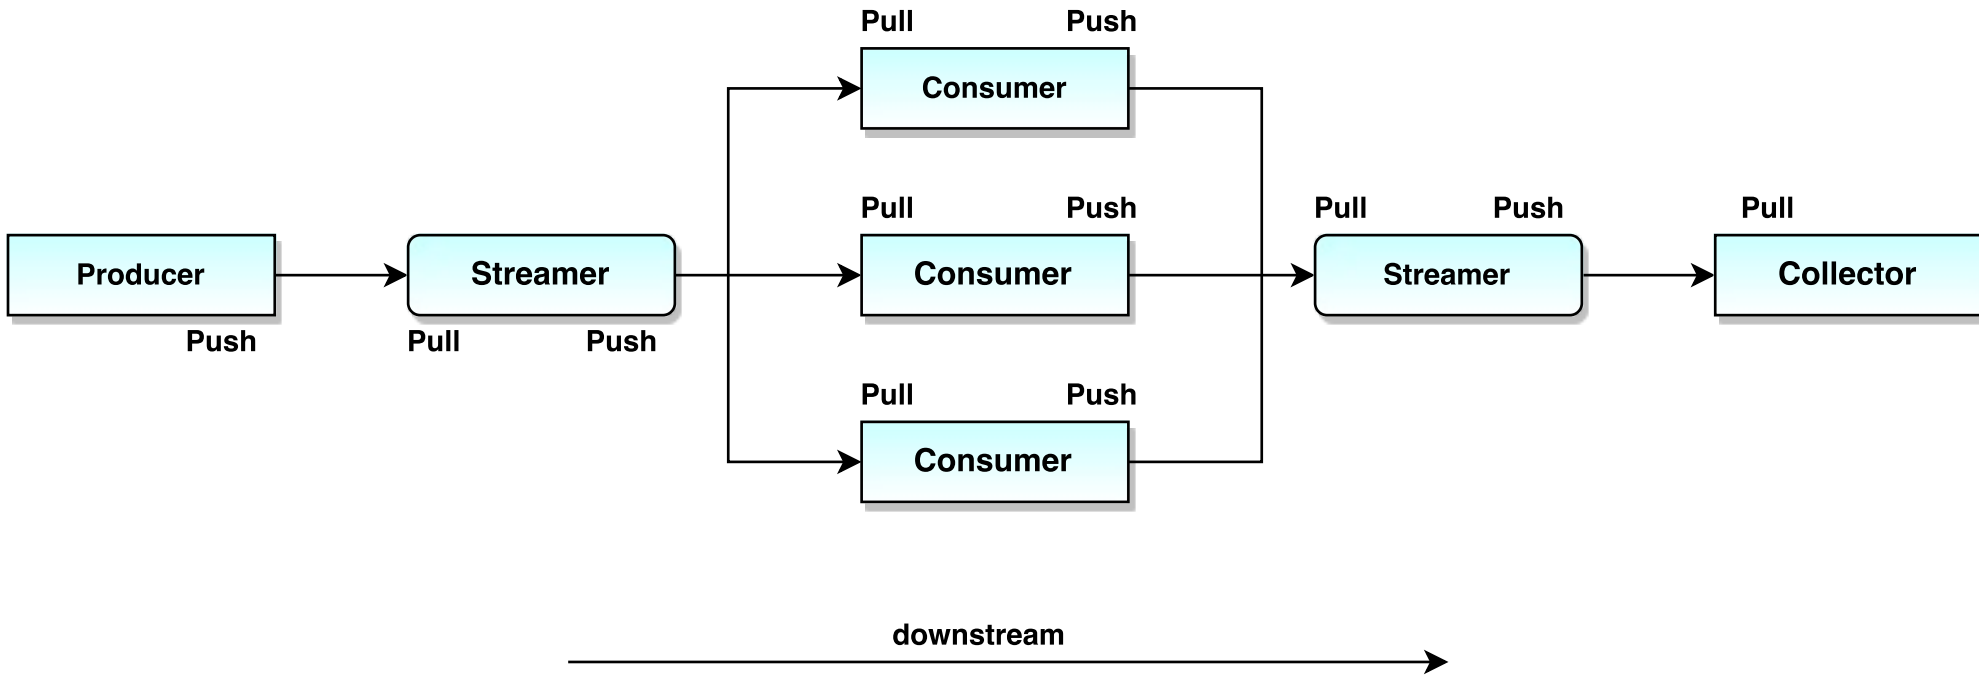 Pull Push
Consumer
Pull Push
Pull Push
Pull
Producer
Streamer
Consumer
Streamer
Collector
Push
Pull Push
Pull Push
Consumer
downstream